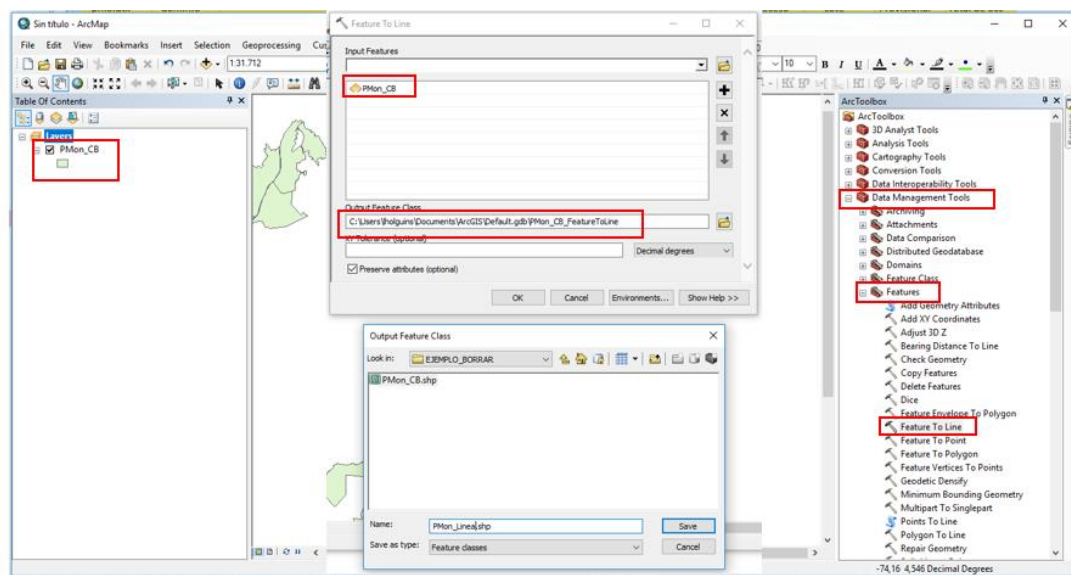 Sin título - ArcMap
File Edit View Bookmarks Insert Selection Geoprocessing
1:31.712
Table Of Contents
Layers
PMon_CB
Feature To Line
Input Features
PMon_CB
Output Feature Class
C:\Users\lholguins\Documents\ArcGIS\Default.gdb\PMon_CB_FeatureToLine
XY Tolerance (optional)
Decimal degrees
Preserve attributes (optional)
OK Cancel Environments... Show Help >>
Output Feature Class
Look in: EJEMPLO_BORRAR
PMon_CB.shp
Name: PMon_Lineal.shp Save
Save as type: Feature classes Cancel
10 B I U A
ArcToolbox
ArcToolbox
3D Analyst Tools
Analysis Tools
Cartography Tools
Conversion Tools
Data Interoperability Tools
Data Management Tools
Archiving
Attachments
Data Comparison
Distributed Geodatabase
Domains
Feature Class
Features
Add Geometry Attributes
Add XY Coordinates
Adjust 3D Z
Bearing Distance To Line
Check Geometry
Copy Features
Delete Features
Dice
Feature Envelope To Polygon
Feature To Line
Feature To Point
Feature To Polygon
Feature Vertices To Points
Geodetic Densify
Minimum Bounding Geometry
Multipart To Singlepart
Points To Line
Polygon To Line
Repair Geometry
-74,16 4,546 Decimal Degrees